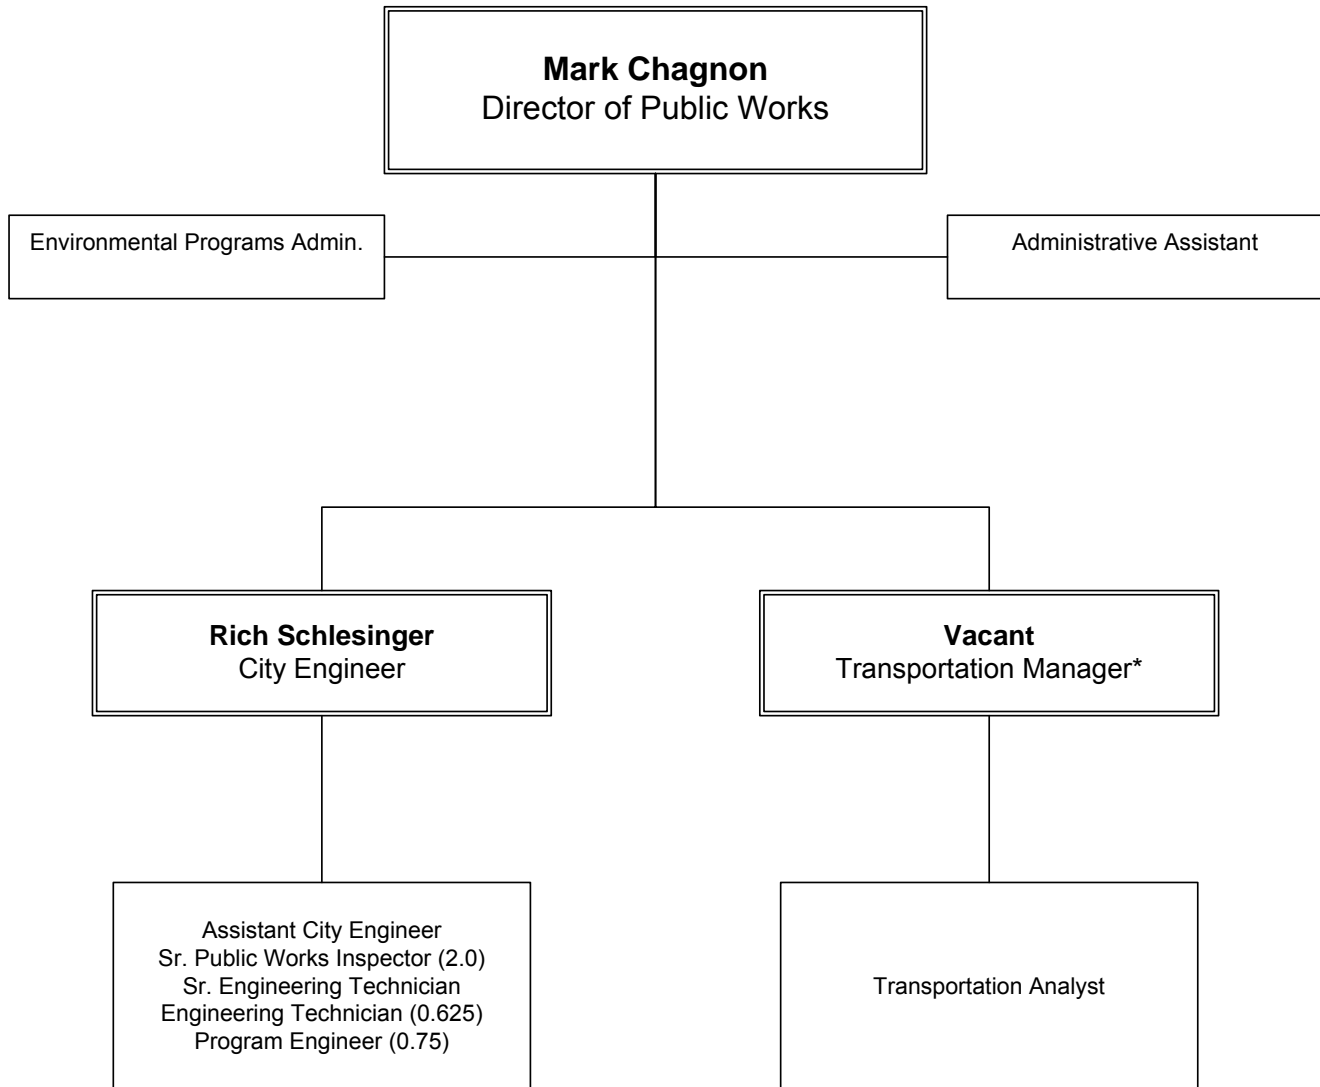 Mark Chagnon
Director of Public Works
Environmental Programs Admin.
Administrative Assistant
Rich Schlesinger
City Engineer
Vacant
Transportation Manager*
Assistant City Engineer
Sr. Public Works Inspector (2.0)
Sr. Engineering Technician
Engineering Technician (0.625)
Program Engineer (0.75)
Transportation Analyst